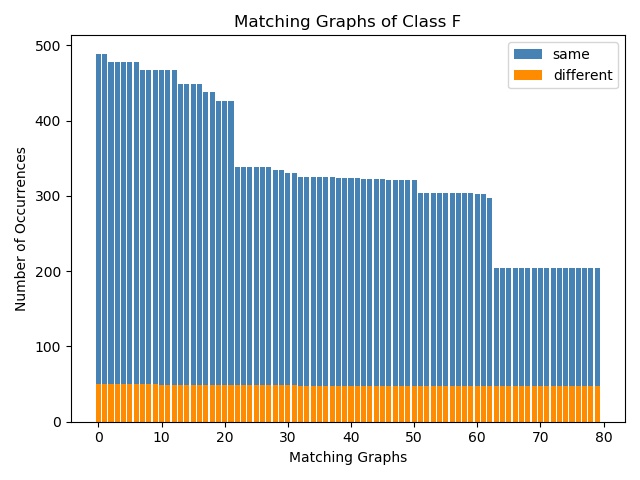 Matching Graphs of Class F
same
different
Number of Occurrences
500
400
300
200
100
0
0 10 20 30 40 50 60 70 80
Matching Graphs